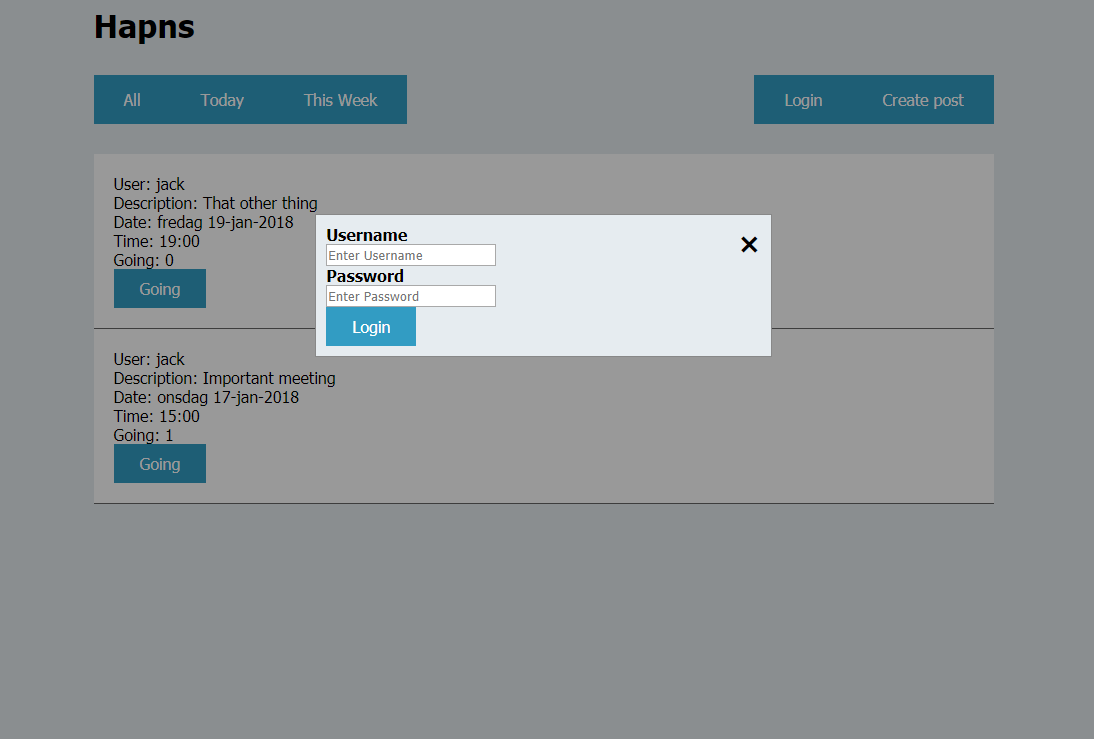 Hapns
All Today This Week Login Create post
User: jack
Description: That other thing
Date: fredag 19-jan-2018
Time: 19:00
Going: 0
Going
Username
Enter Username
Password
Enter Password
Login
×
User: jack
Description: Important meeting
Date: onsdag 17-jan-2018
Time: 15:00
Going: 1
Going